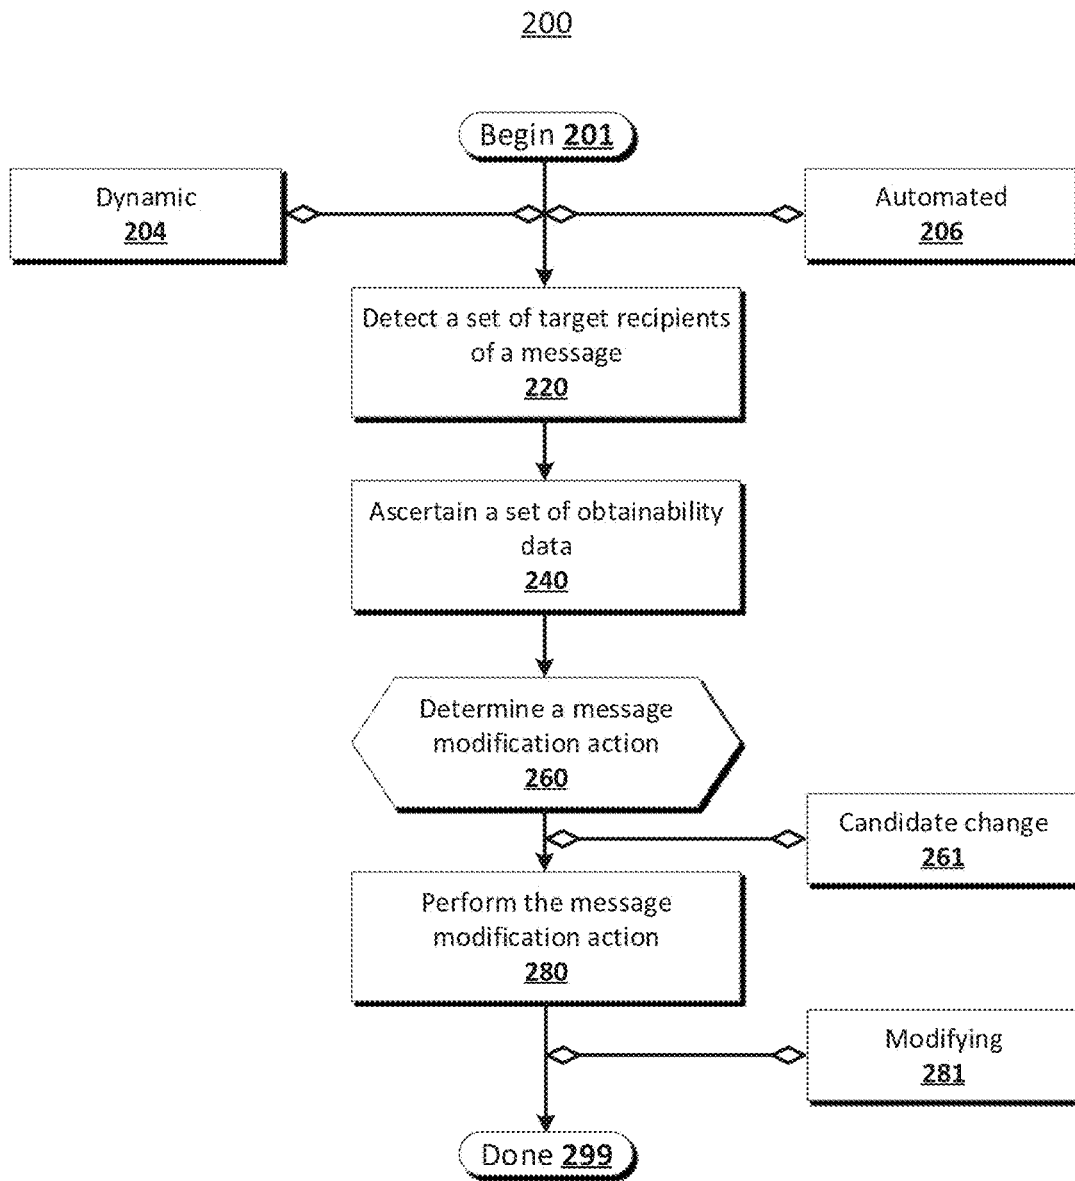 200
Begin 201
Dynamic
204
Automated
206
Detect a set of target recipients
of a message
220
Ascertain a set of obtainability
data
240
Determine a message
modification action
260
Candidate change
261
Perform the message
modification action
280
Modifying
281
Done 299